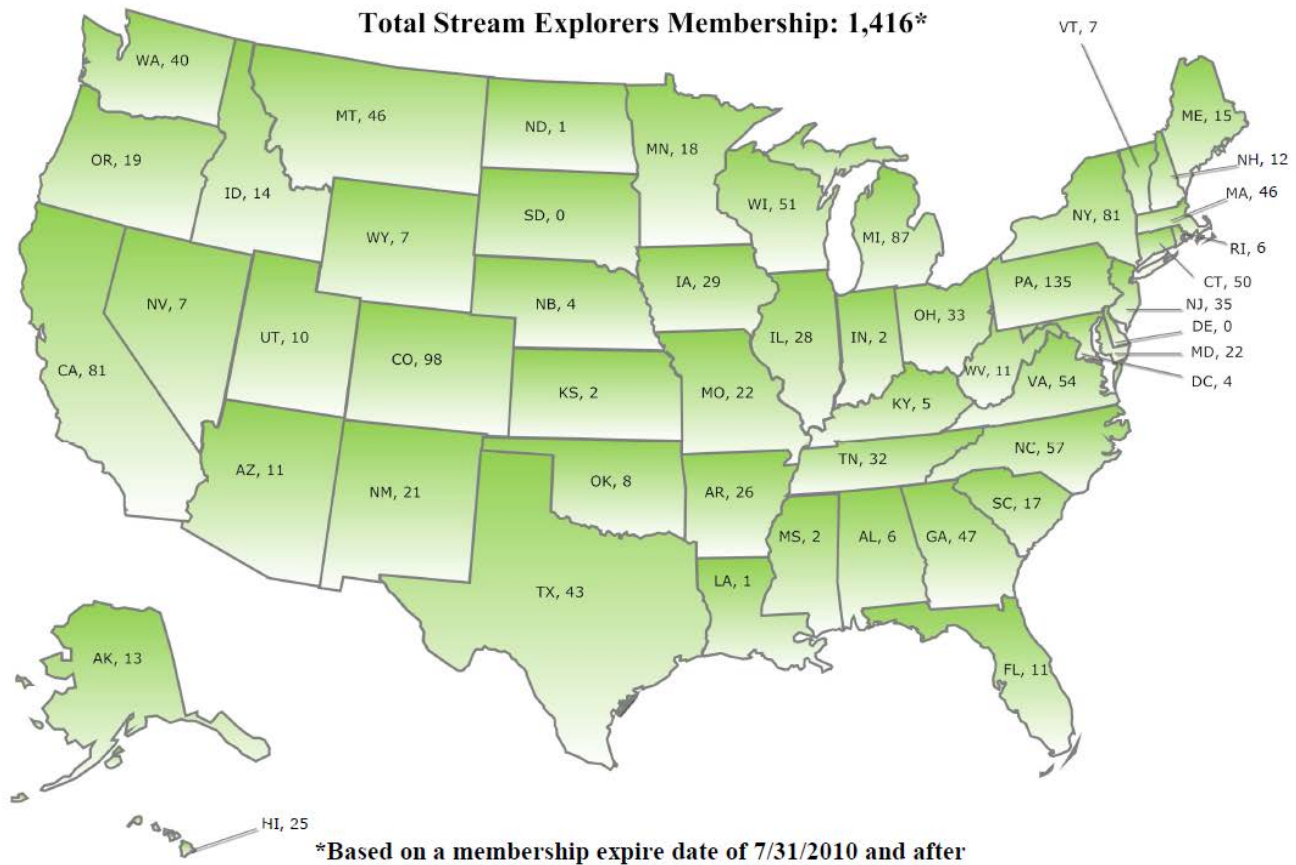 Total Stream Explorers Membership: 1,416*
VT, 7
WA, 40
MT, 46
ND, 1
MN, 18
ME, 15
OR, 19
ID, 14
NH, 12
MA, 46
WI, 51
NY, 81
SD, 0
WY, 7
MI, 87
RI, 6
IA, 29
PA, 135
CT, 50
NB, 4
NV, 7
NJ, 35
OH, 33
DE, 0
UT, 10
IL, 28
IN, 2
CO, 98
MD, 22
CA, 81
WV, 11
VA, 54
DC, 4
KS, 2
MO, 22
KY, 5
NC, 57
TN, 32
AZ, 11
OK, 8
NM, 21
AR, 26
SC, 17
MS, 2
AL, 6
GA, 47
LA, 1
TX, 43
AK, 13
FL, 11
HI, 25
*Based on a membership expire date of 7/31/2010 and after